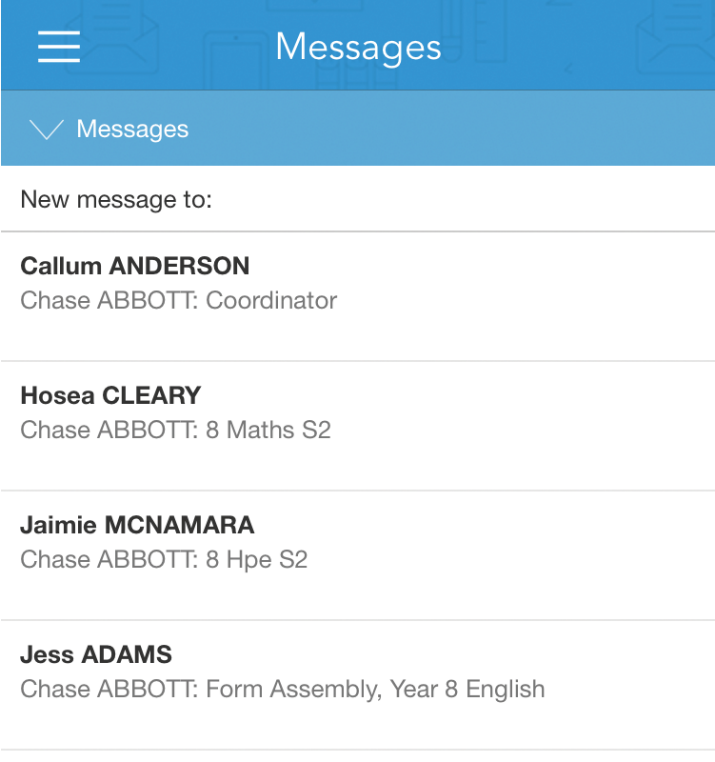 Messages
Messages
New message to:
Callum ANDERSON
Chase ABBOTT: Coordinator
Hosea CLEARY
Chase ABBOTT: 8 Maths S2
Jaimie MCNAMARA
Chase ABBOTT: 8 Hpe S2
Jess ADAMS
Chase ABBOTT: Form Assembly, Year 8 English